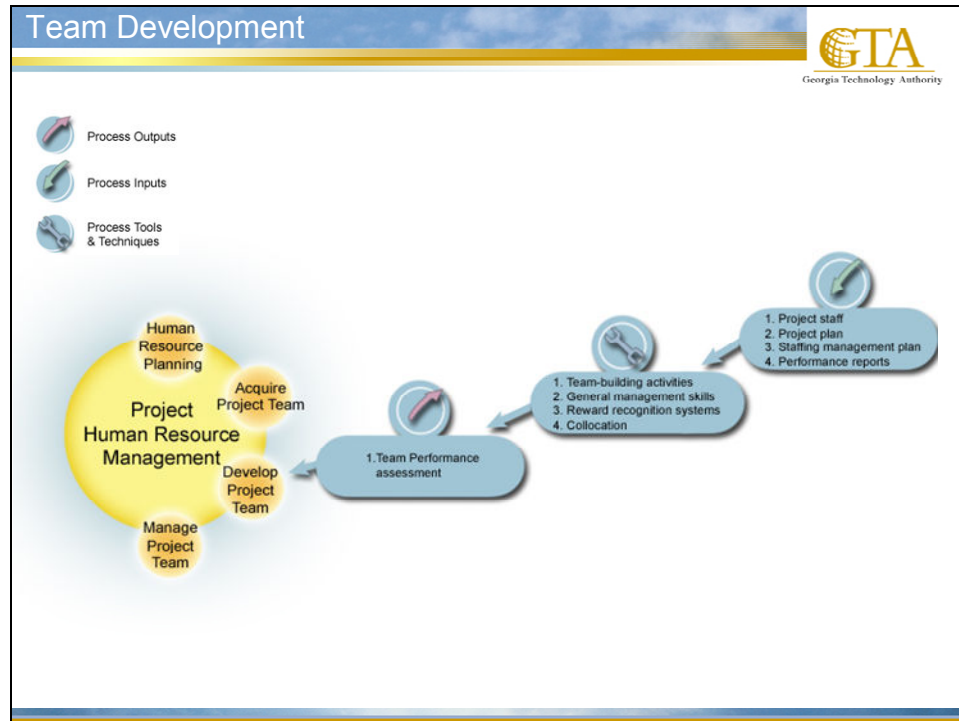 Team Development
GTA
Georgia Technology Authority
Process Outputs
Process Inputs
Process Tools
& Techniques
1. Project staff
2. Project plan
3. Staffing management plan
4. Performance reports
1. Team-building activities
2. General management skills
3. Reward recognition systems
4. Collocation
1.Team Performance
assessment
Human
Resource
Planning
Acquire
Project Team
Project
Human Resource
Management
Develop
Project
Team
Manage
Project
Team